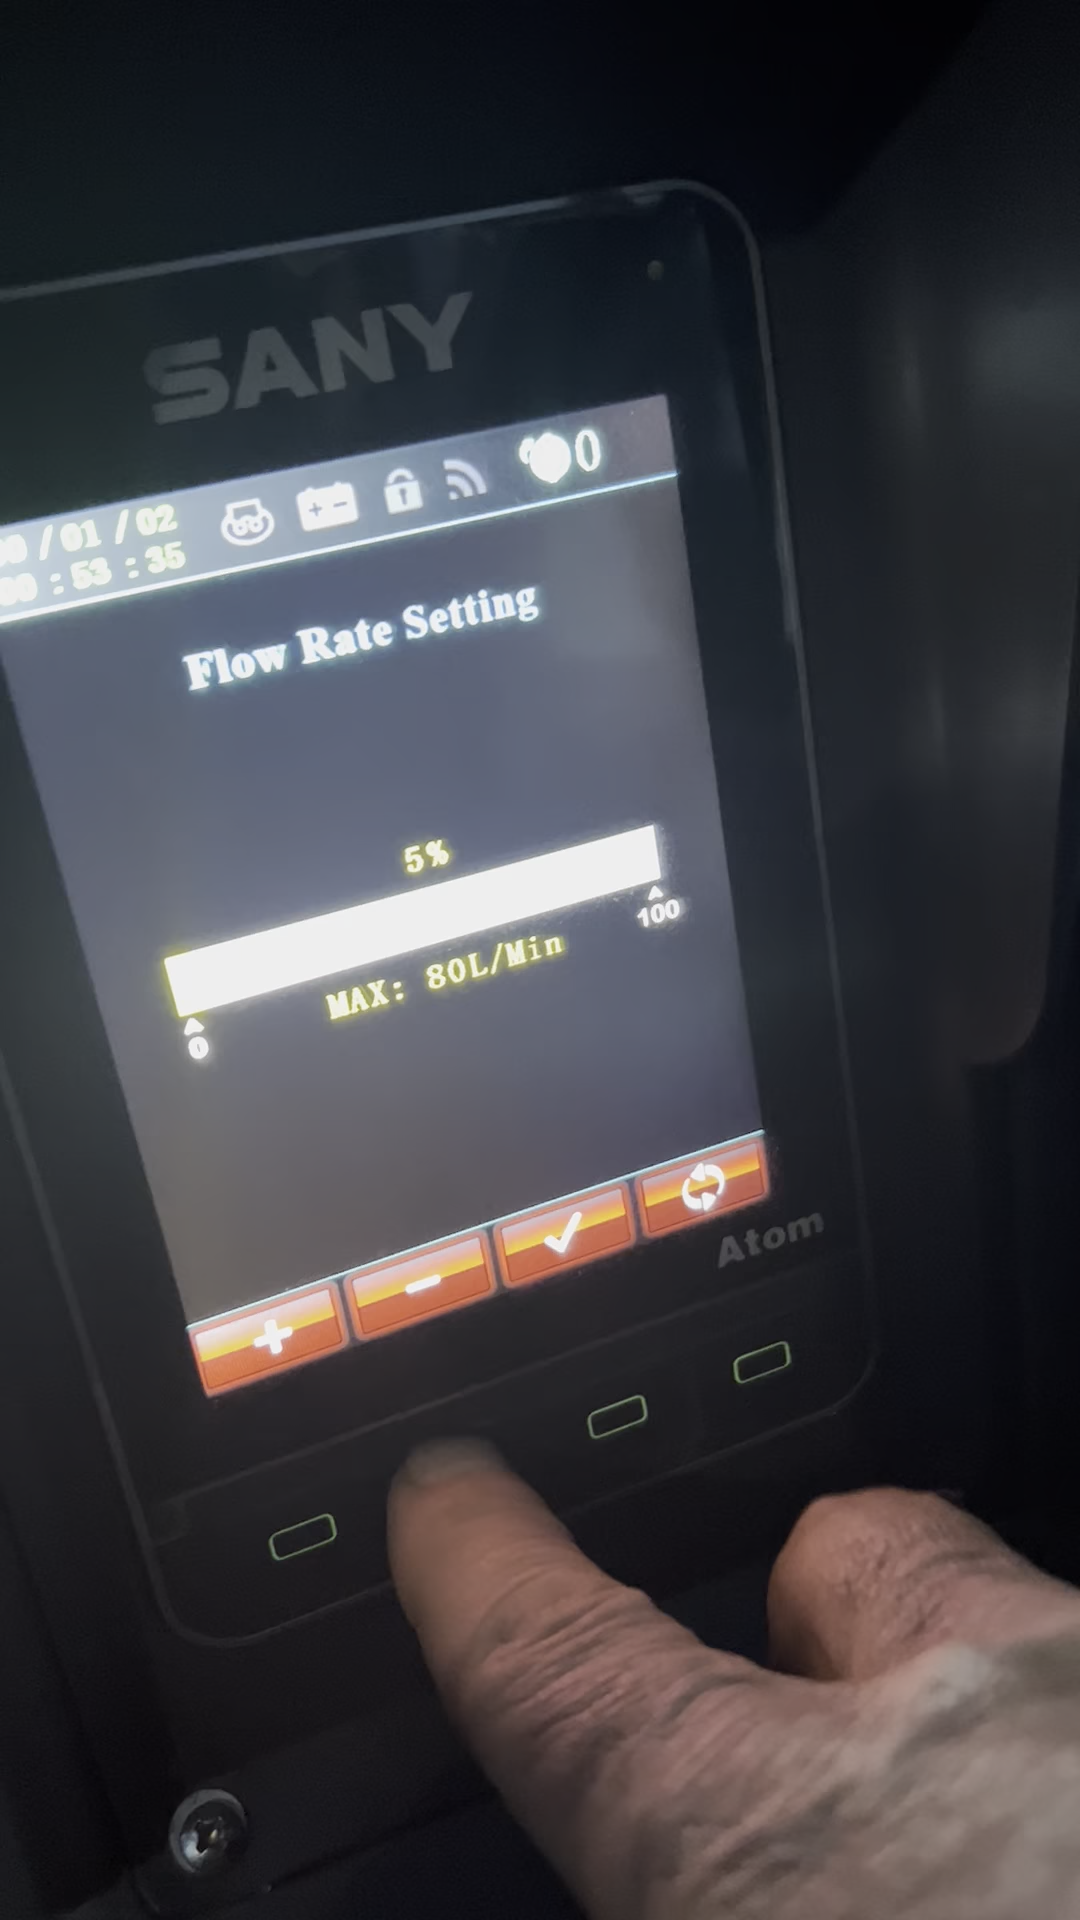 SANY
0
/01/02
:53:35
Flow Rate Setting
5%
100
MAX: 80L/Min
0
Atom